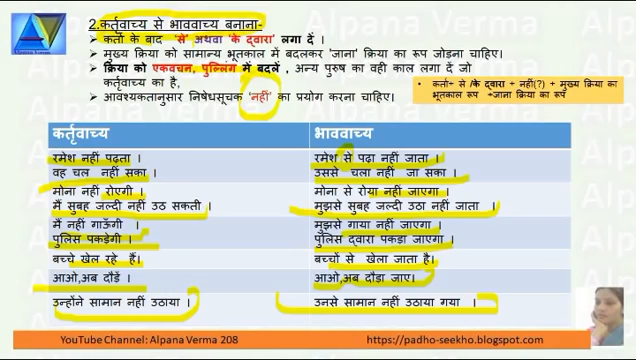 2.कर्तृवाच्य से भाववाच्य बनाना-
➢ कर्ता के बाद 'से' अथवा 'के द्वारा' लगा दें ।
➢ मुख्य क्रिया को सामान्य भूतकाल में बदलकर 'जाना' क्रिया का रूप जोड़ना चाहिए।
➢ क्रिया को एकवचन, पुल्लिंग में बदलें , अन्य पुरुष का वही काल लगा दें जो
कर्तृवाच्य का है,
➢ आवश्यकतानुसार निषेधसूचक 'नहीं' का प्रयोग करना चाहिए।
• कर्ता+ से /के द्वारा + नहीं(?) + मुख्य क्रिया का
भूतकाल रूप +जाना क्रिया का रूप
कर्तृवाच्य भाववाच्य
रमेश नहीं पढ़ता । रमेश से पढ़ा नहीं जाता ।
वह चल नहीं सका । उससे चला नहीं जा सका ।
मोना नहीं रोएगी । मोना से रोया नहीं जाएगा ।
मैं सुबह जल्दी नहीं उठ सकती । मुझसे सुबह जल्दी उठा नहीं जाता ।
मैं नहीं गाऊँगी । मुझसे गाया नहीं जाएगा ।
पुलिस पकड़ेगी । पुलिस द्वारा पकड़ा जाएगा ।
बच्चे खेल रहे हैं। बच्चों से खेला जाता है।
आओ,अब दौड़ें । आओ,अब दौड़ा जाए।
उन्होंने सामान नहीं उठाया । उनसे सामान नहीं उठाया गया ।
YouTube Channel: Alpana Verma 208 https://padho-seekho.blogspot.com